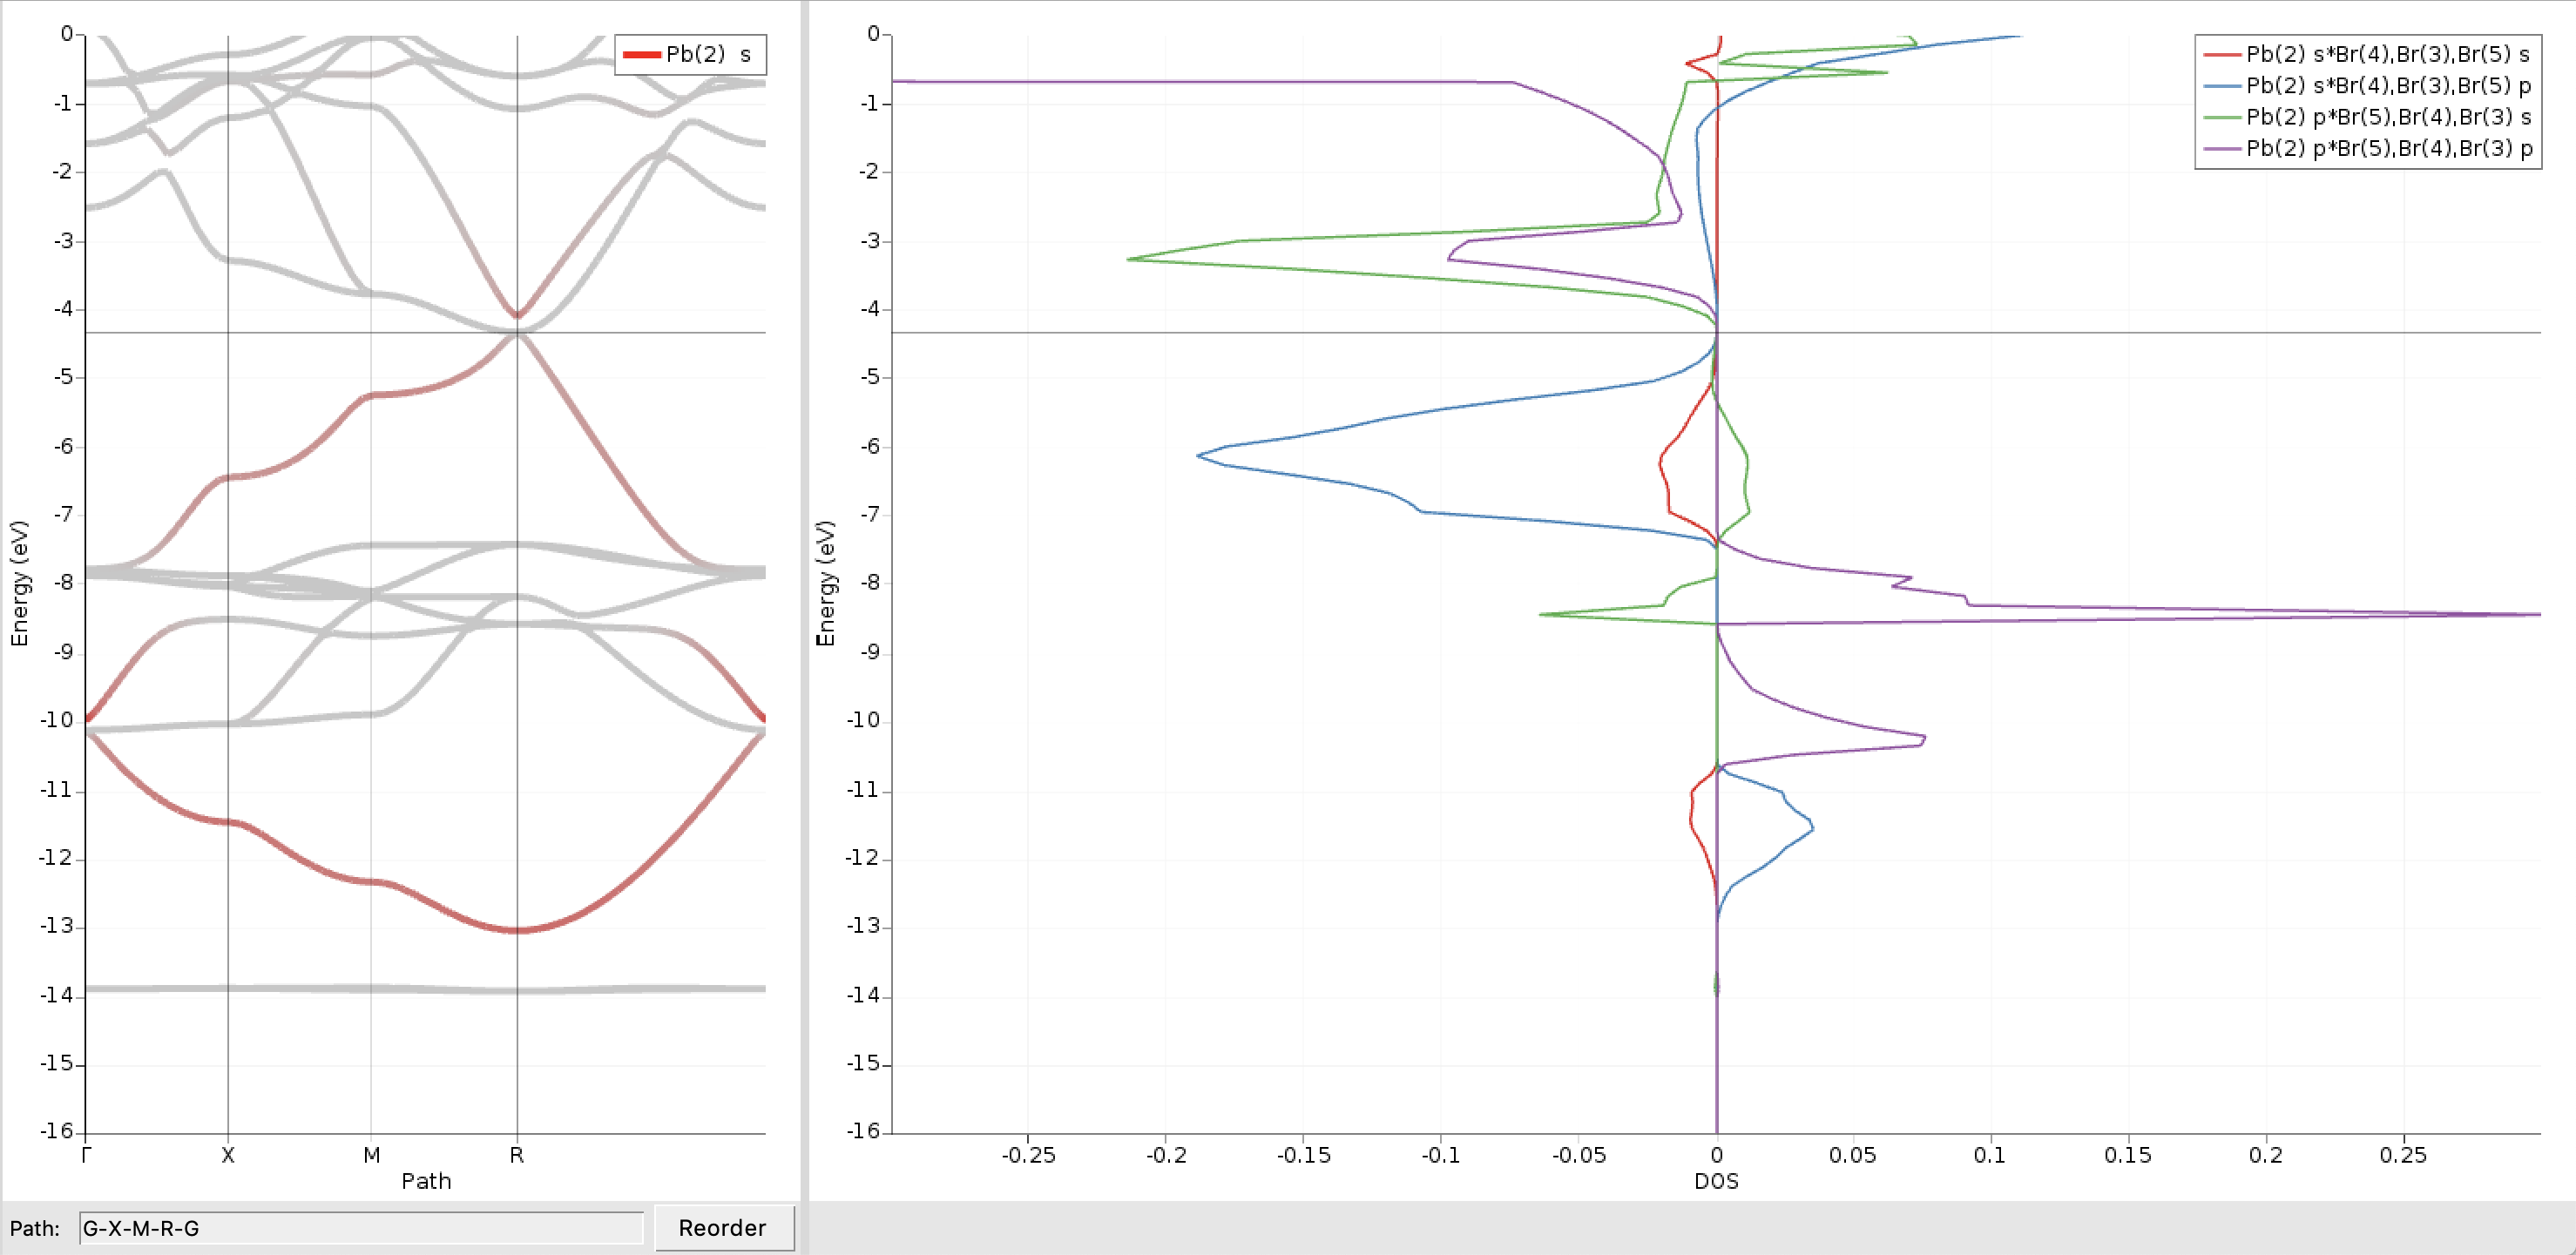 Pb(2) s
0
-1
-2
-3
-4
-5
-6
-7
-8
-9
-10
-11
-12
-13
-14
-15
-16
Energy (eV)
Γ X M R
Path
Path: G-X-M-R-G Reorder
Pb(2) s*Br(4),Br(3),Br(5) s
Pb(2) s*Br(4),Br(3),Br(5) p
Pb(2) p*Br(5),Br(4),Br(3) s
Pb(2) p*Br(5),Br(4),Br(3) p
0
-1
-2
-3
-4
-5
-6
-7
-8
-9
-10
-11
-12
-13
-14
-15
-16
Energy (eV)
-0.25 -0.2 -0.15 -0.1 -0.05 0 0.05 0.1 0.15 0.2 0.25
DOS